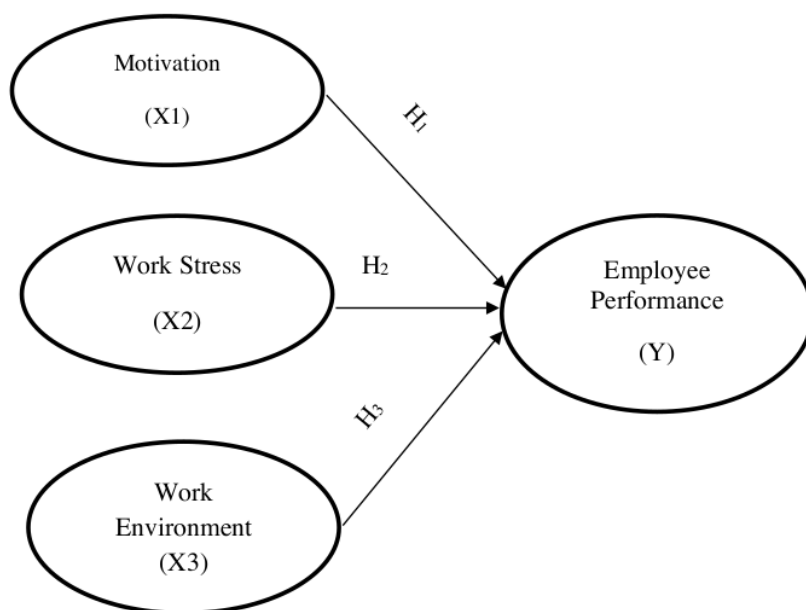 Motivation
(X1)
H₁
Work Stress
(X2)
H₂
Employee
Performance
(Y)
H₃
Work
Environment
(X3)